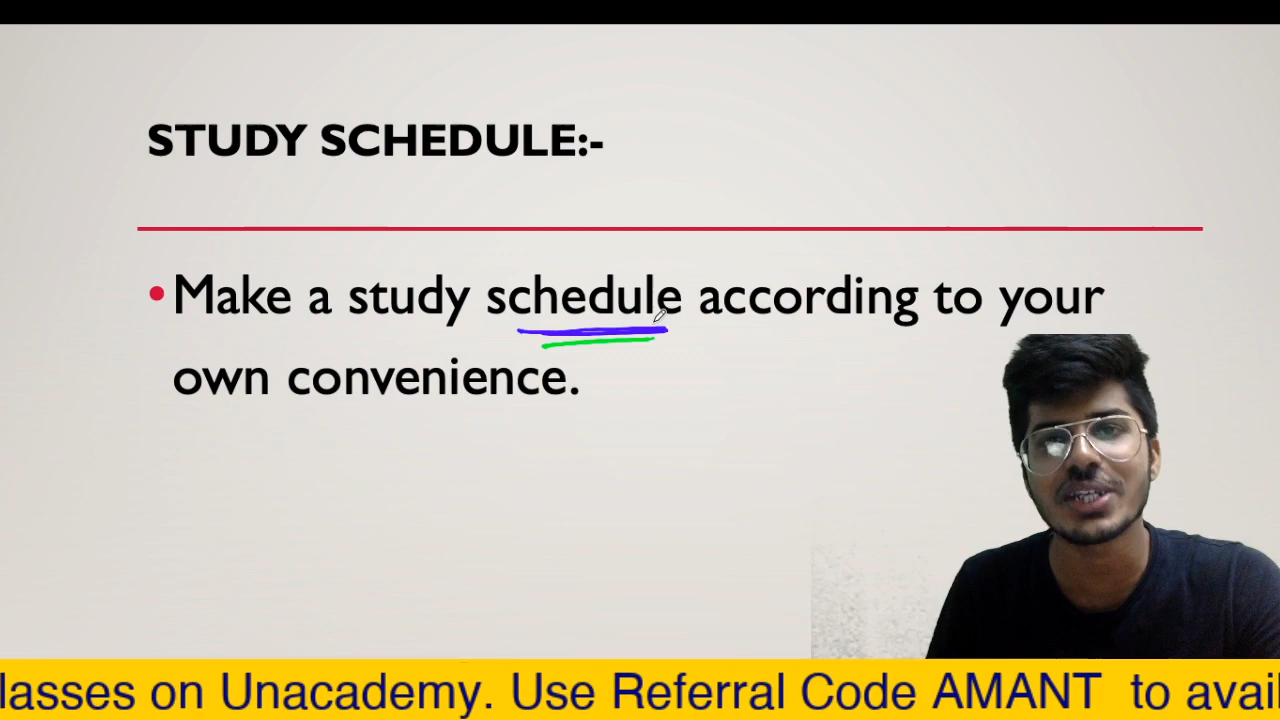 STUDY SCHEDULE:-
• Make a study schedule according to your
own convenience.
lasses on Unacademy. Use Referral Code AMANT to avail